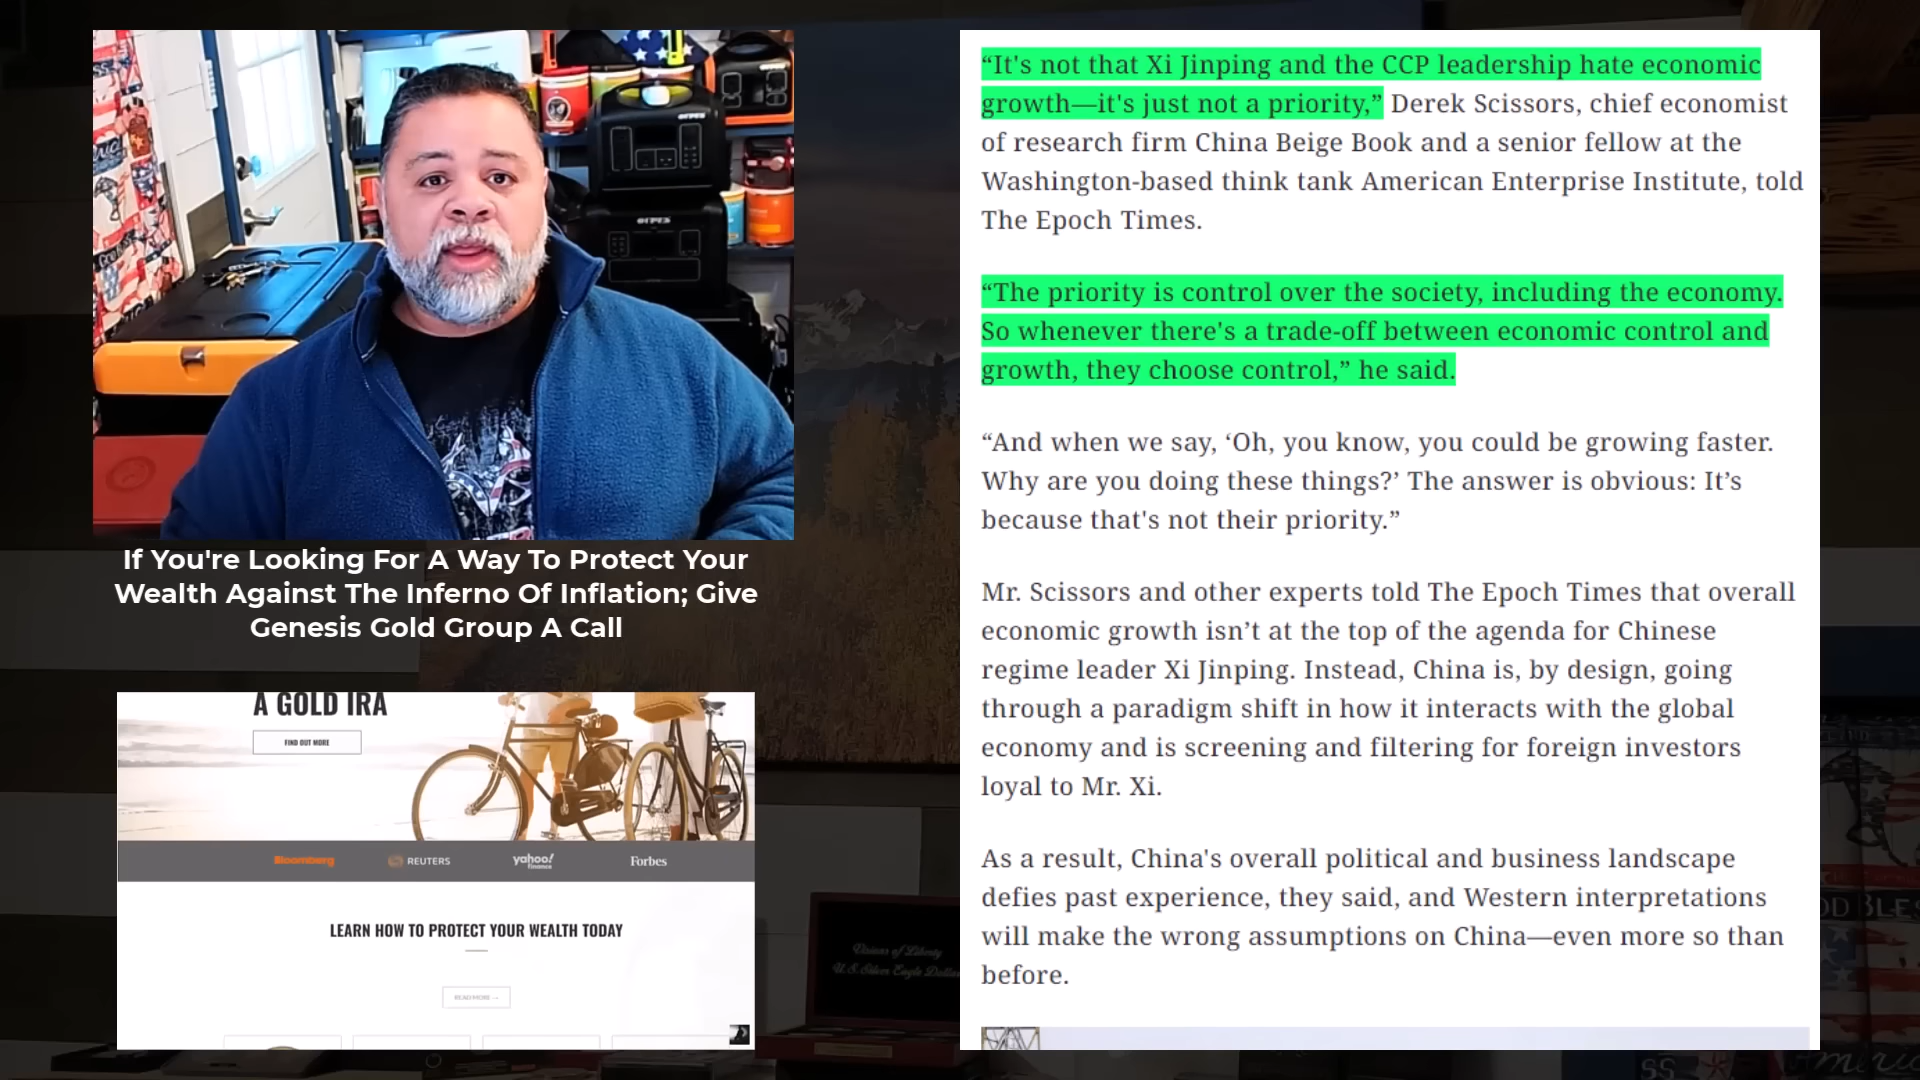 “It's not that Xi Jinping and the CCP leadership hate economic
growth—it's just not a priority,” Derek Scissors, chief economist
of research firm China Beige Book and a senior fellow at the
Washington-based think tank American Enterprise Institute, told
The Epoch Times.
“The priority is control over the society, including the economy.
So whenever there's a trade-off between economic control and
growth, they choose control,” he said.
“And when we say, ‘Oh, you know, you could be growing faster.
Why are you doing these things?’ The answer is obvious: It’s
because that's not their priority.”
Mr. Scissors and other experts told The Epoch Times that overall
economic growth isn’t at the top of the agenda for Chinese
regime leader Xi Jinping. Instead, China is, by design, going
through a paradigm shift in how it interacts with the global
economy and is screening and filtering for foreign investors
loyal to Mr. Xi.
As a result, China's overall political and business landscape
defies past experience, they said, and Western interpretations
will make the wrong assumptions on China—even more so than
before.
OUPES
OUPES
If You're Looking For A Way To Protect Your
Wealth Against The Inferno Of Inflation; Give
Genesis Gold Group A Call
A GOLD IRA
FIND OUT MORE
Bloomberg
REUTERS
yahoo!
finance
Forbes
LEARN HOW TO PROTECT YOUR WEALTH TODAY
READ MORE →
Visions of Liberty
U.S. Silver Eagle Dollar